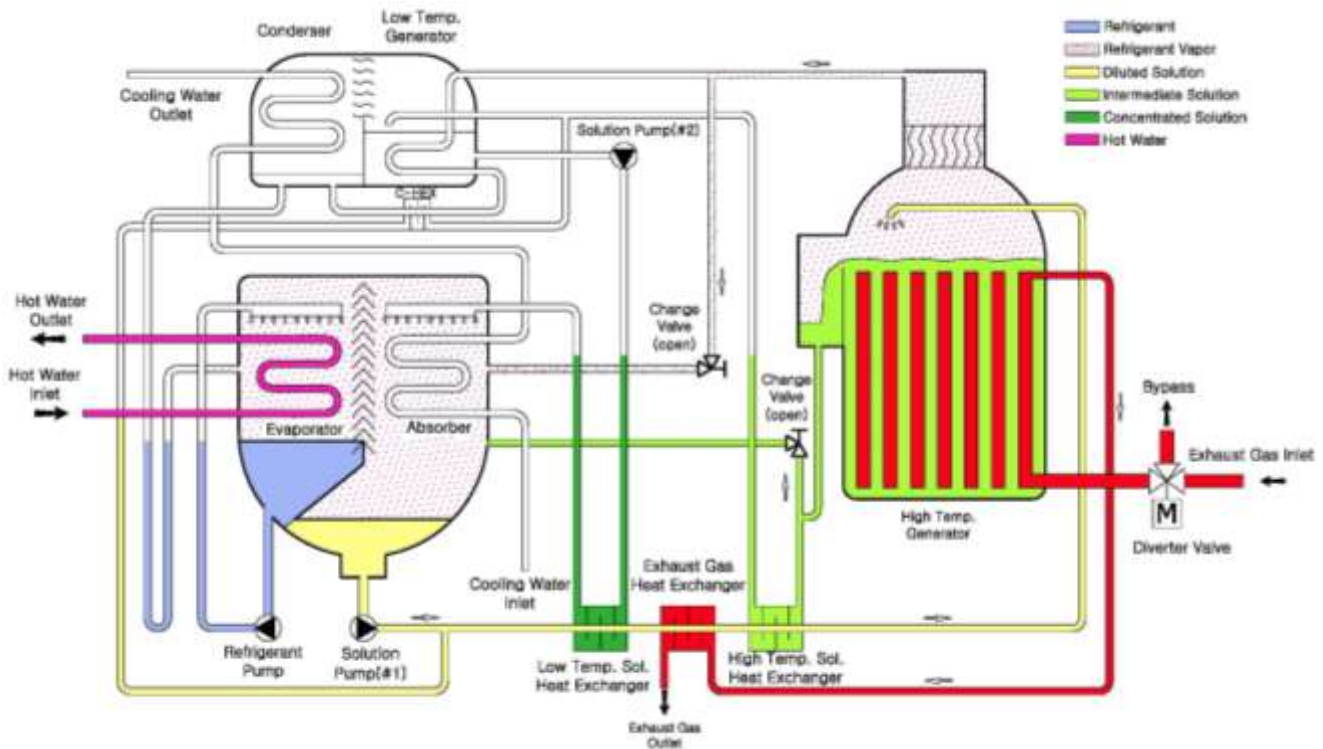 Conderser
Low Temp.
Generator
Cooling Water
Outlet
Solution Pump(#2)
C-HEX
Refrigerant
Refrigerant Vapor
Diluted Solution
Intermediate Solution
Concentrated Solution
Hot Water
Hot Water
Outlet
Hot Water
Inlet
Evaporator
Absorber
Change
Valve
(open)
Change
Valve
(open)
Bypass
Exhaust Gas Inlet
M
Diverter Valve
High Temp.
Generator
Cooling Water
Inlet
Exhaust Gas
Heat Exchanger
Refrigerant
Pump
Solution
Pump(#1)
Low Temp. Sol.
Heat Exchanger
High Temp. Sol.
Heat Exchanger
Exhaust Gas
Outlet